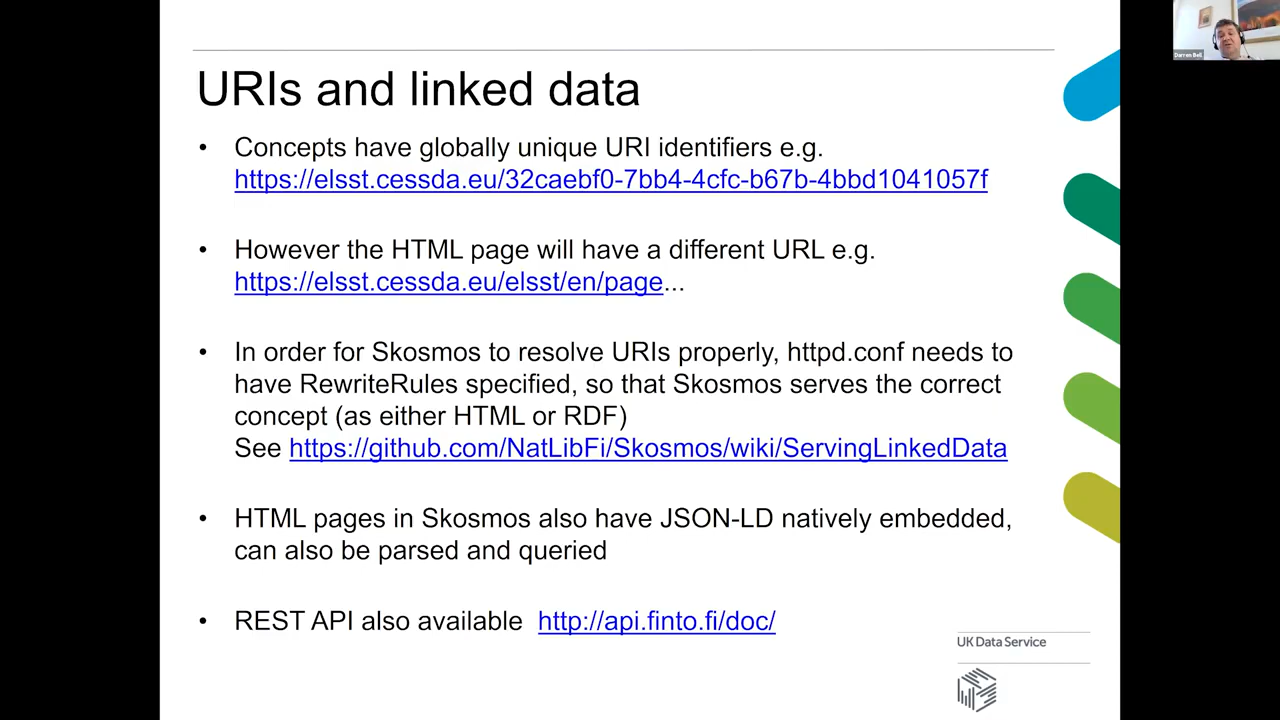 Darren Bell
URIs and linked data
• Concepts have globally unique URI identifiers e.g.
https://elsst.cessda.eu/32caebf0-7bb4-4cfc-b67b-4bbd1041057f
• However the HTML page will have a different URL e.g.
https://elsst.cessda.eu/elsst/en/page...
• In order for Skosmos to resolve URIs properly, httpd.conf needs to
have RewriteRules specified, so that Skosmos serves the correct
concept (as either HTML or RDF)
See https://github.com/NatLibFi/Skosmos/wiki/ServingLinkedData
• HTML pages in Skosmos also have JSON-LD natively embedded,
can also be parsed and queried
• REST API also available http://api.finto.fi/doc/
UK Data Service